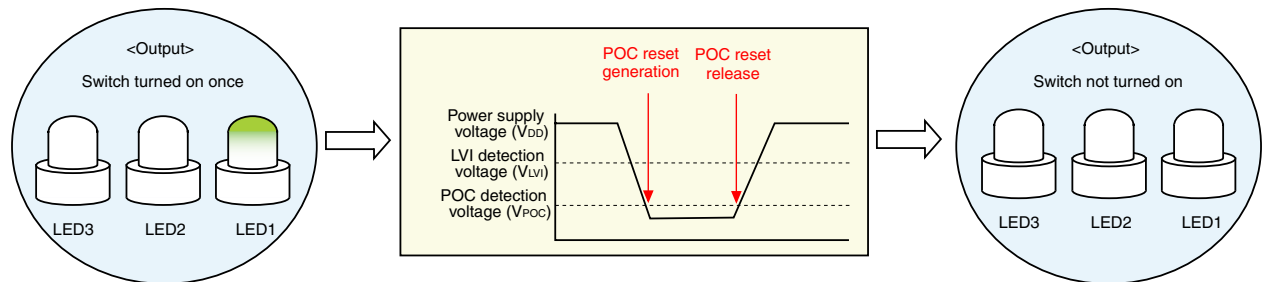 <Output>
Switch turned on once
LED3
LED2
LED1
POC reset
generation
POC reset
release
Power supply
voltage (VDD)
LVI detection
voltage (VLVI)
POC detection
voltage (VPOC)
<Output>
Switch not turned on
LED3
LED2
LED1